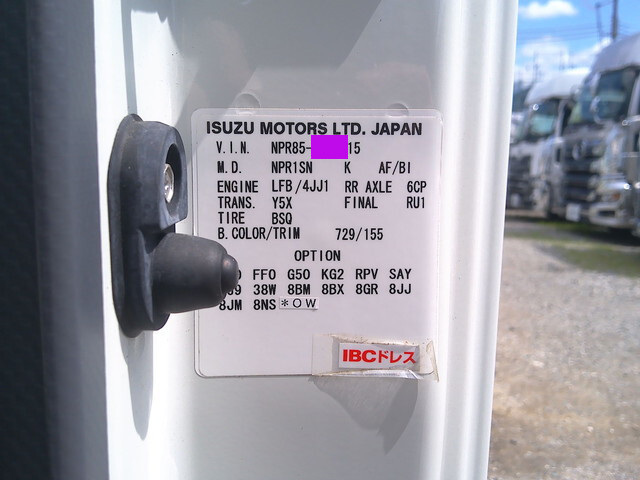 ISUZU MOTORS LTD. JAPAN
V.I.N. NPR85- 15
M.D. NPR1SN K AF/BI
ENGINE LFB/4JJ1 RR AXLE 6CP
TRANS. Y5X FINAL RU1
TIRE BSQ
B.COLOR/TRIM 729/155
OPTION
FFO G50 KG2 RPV SAY
38W 8BM 8BX 8GR 8JJ
8JM 8NS *OW
IBCドレス